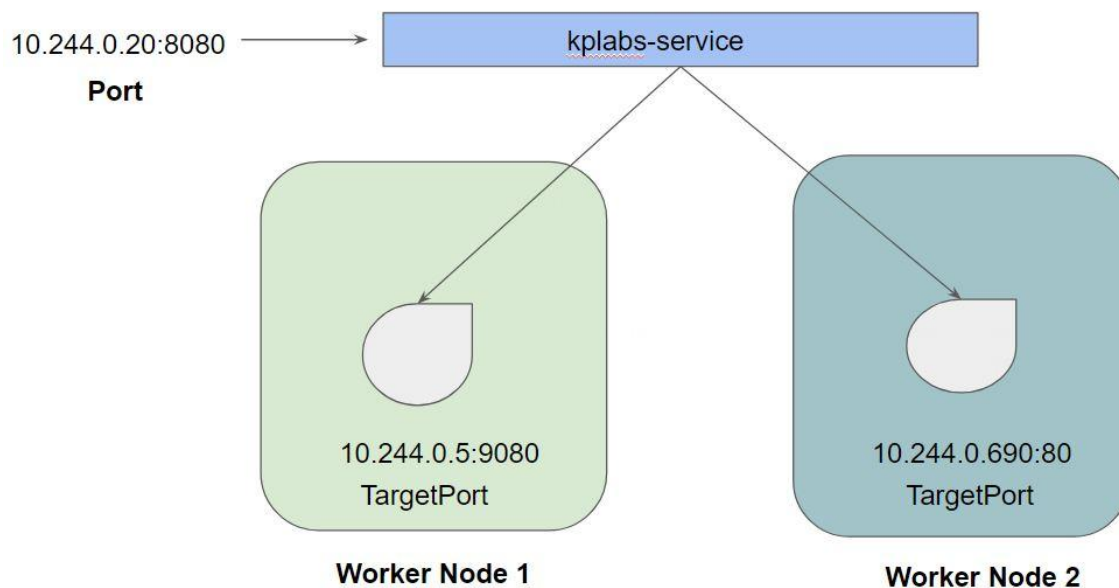 kplabs-service
10.244.0.20:8080
Port
10.244.0.5:9080
TargetPort
10.244.0.690:80
TargetPort
Worker Node 1
Worker Node 2